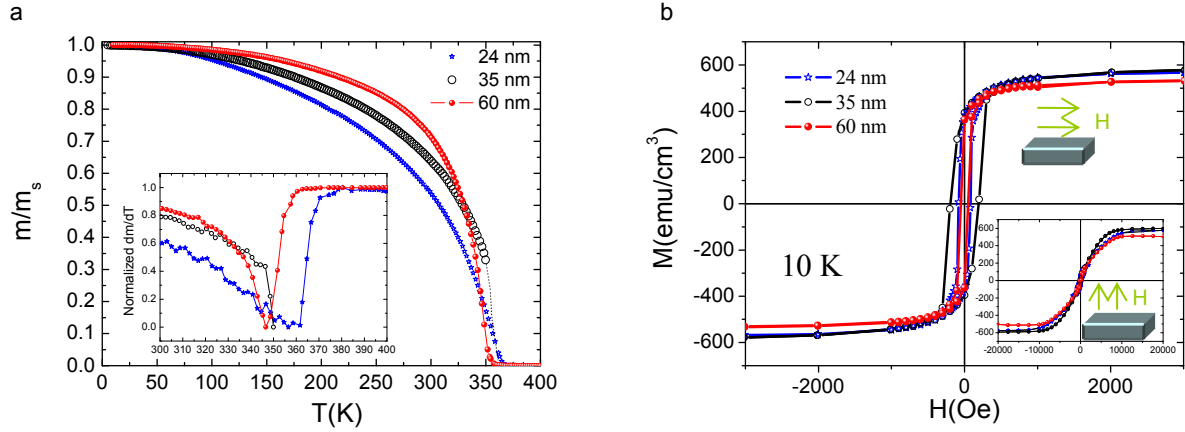 a
1.0
0.9
0.8
0.7
0.6
0.5
0.4
0.3
0.2
0.1
0.0
m/m_s
0 50 100 150 200 250 300 350 400
T(K)
24 nm
35 nm
60 nm
1.0
0.8
0.6
0.4
0.2
0.0
Normalized dm/dT
300 310 320 330 340 350 360 370 380 390 400
b
600
400
200
0
-200
-400
-600
M(emu/cm³)
-2000 0 2000
H(Oe)
24 nm
35 nm
60 nm
H
10 K
600
400
200
0
-200
-400
-600
-20000 -10000 0 10000 20000
H